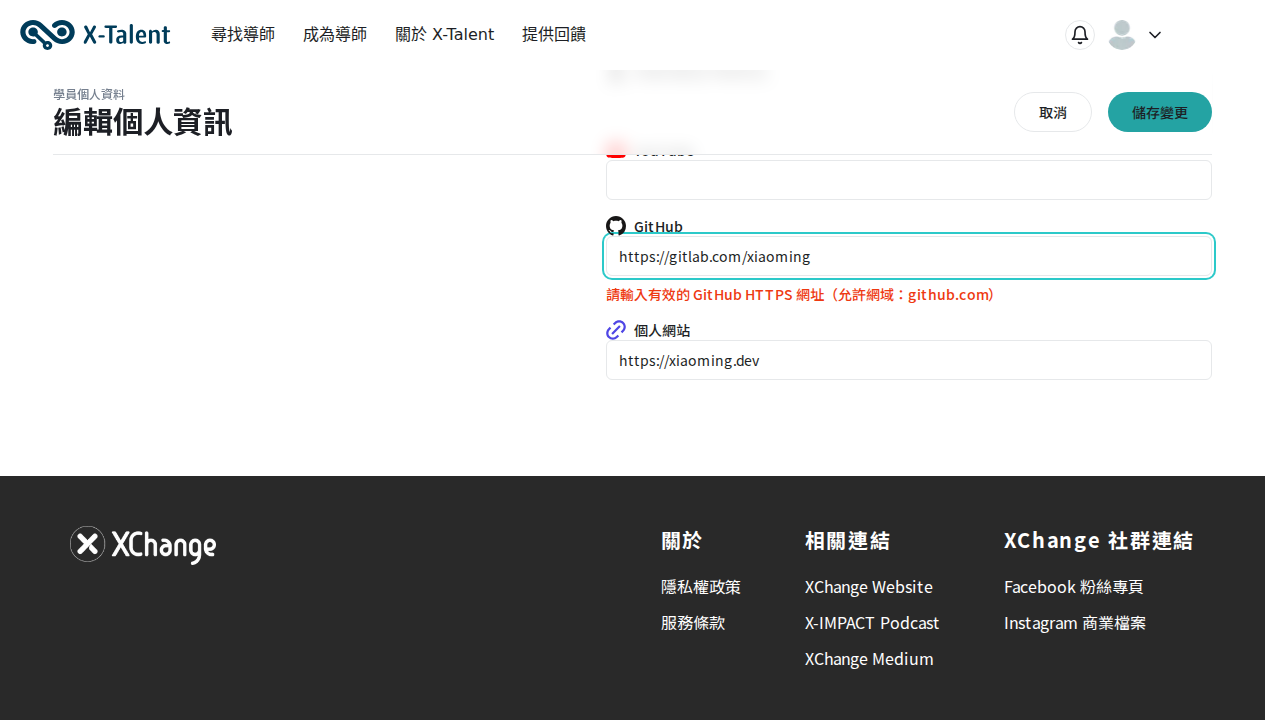 X-Talent
尋找導師
成為導師
關於 X-Talent
提供回饋
學員個人資料
編輯個人資訊
取消
儲存變更
GitHub
https://gitlab.com/xiaoming
請輸入有效的 GitHub HTTPS 網址（允許網域：github.com）
個人網站
https://xiaoming.dev
XChange
關於
隱私權政策
服務條款
相關連結
XChange Website
X-IMPACT Podcast
XChange Medium
XChange 社群連結
Facebook 粉絲專頁
Instagram 商業檔案